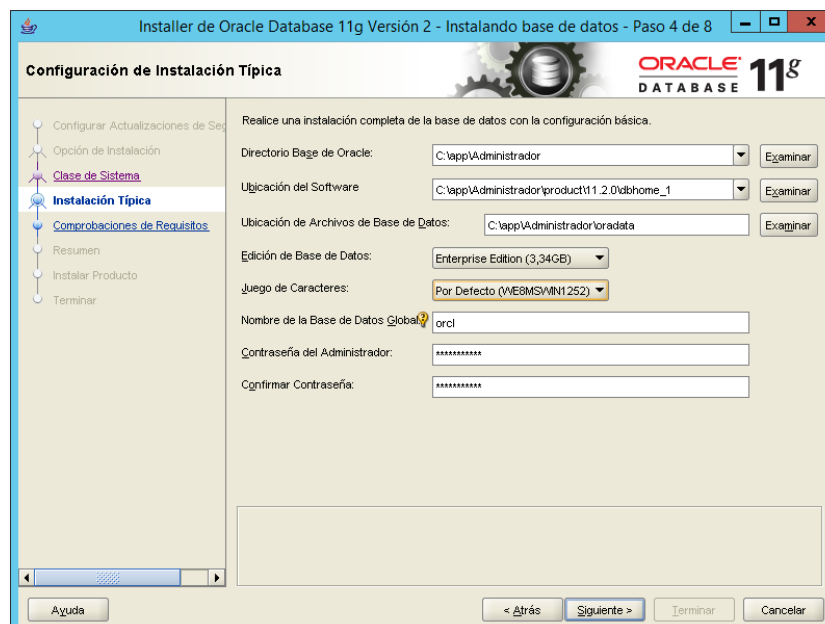 Installer de Oracle Database 11g Versión 2 - Instalando base de datos - Paso 4 de 8
Configuración de Instalación Típica
ORACLE DATABASE 11g
Configurar Actualizaciones de Seg
Opción de Instalación
Clase de Sistema
Instalación Típica
Comprobaciones de Requisitos
Resumen
Instalar Producto
Terminar
Realice una instalación completa de la base de datos con la configuración básica.
Directorio Base de Oracle: C:\app\Administrador Examinar
Ubicación del Software C:\app\Administrador\product\11.2.0\dbhome_1 Examinar
Ubicación de Archivos de Base de Datos: C:\app\Administrador\oradata Examinar
Edición de Base de Datos: Enterprise Edition (3,34GB)
Juego de Caracteres: Por Defecto (WE8MSWIN1252)
Nombre de la Base de Datos Global: orcl
Contraseña del Administrador: ***********
Confirmar Contraseña: ***********
Ayuda < Atrás Siguiente > Terminar Cancelar